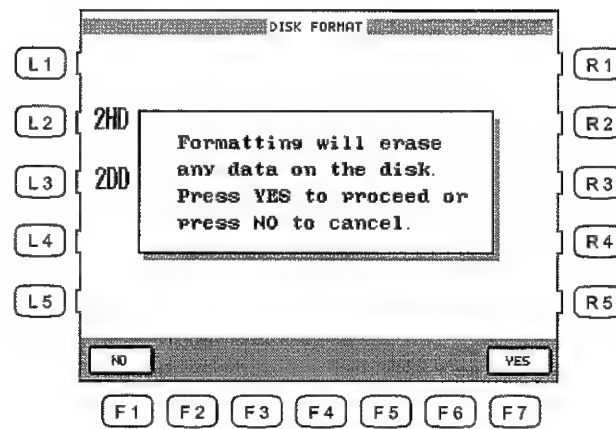 DISK FORMAT
L1
R1
L2
2HD
R2
Formatting will erase
any data on the disk.
L3
2DD
R3
Press YES to proceed or
press NO to cancel.
L4
R4
L5
R5
NO
YES
F1 F2 F3 F4 F5 F6 F7